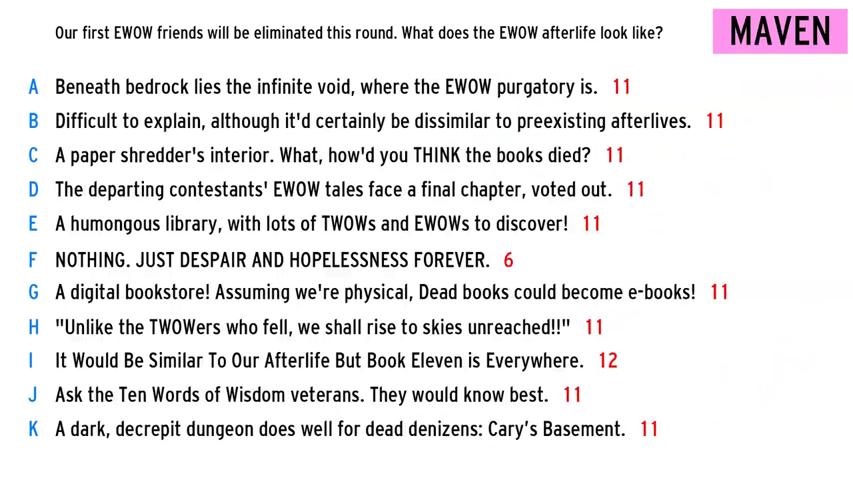 Our first EWOW friends will be eliminated this round. What does the EWOW afterlife look like?
MAVEN
A Beneath bedrock lies the infinite void, where the EWOW purgatory is. 11
B Difficult to explain, although it'd certainly be dissimilar to preexisting afterlives. 11
C A paper shredder's interior. What, how'd you THINK the books died? 11
D The departing contestants' EWOW tales face a final chapter, voted out. 11
E A humongous library, with lots of TWOWs and EWOWs to discover! 11
F NOTHING. JUST DESPAIR AND HOPELESSNESS FOREVER. 6
G A digital bookstore! Assuming we're physical, Dead books could become e-books! 11
H "Unlike the TWOWers who fell, we shall rise to skies unreached!!" 11
I It Would Be Similar To Our Afterlife But Book Eleven is Everywhere. 12
J Ask the Ten Words of Wisdom veterans. They would know best. 11
K A dark, decrepit dungeon does well for dead denizens: Cary’s Basement. 11